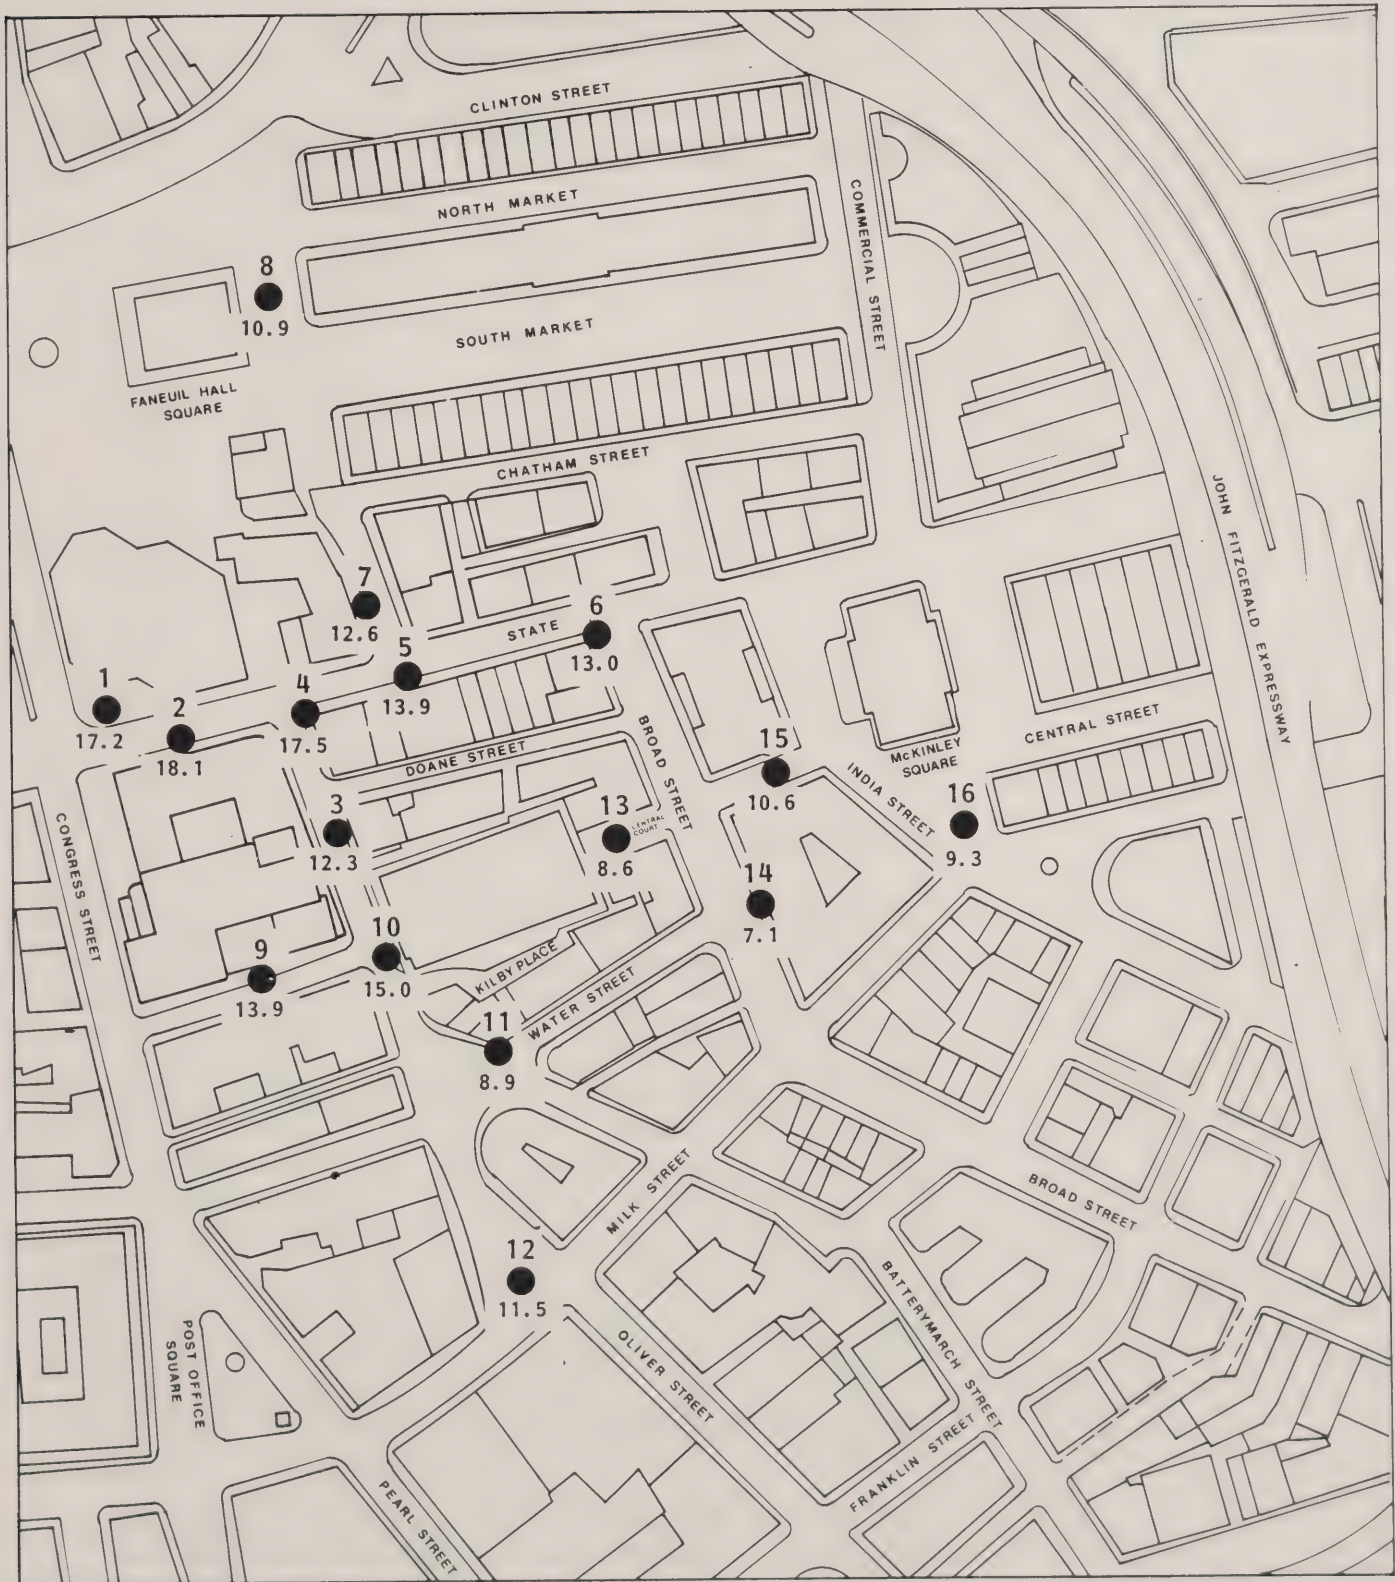 CLINTON STREET
NORTH MARKET
COMMERCIAL STREET
8
10.9
SOUTH MARKET
FANEUIL HALL
SQUARE
CHATHAM STREET
JOHN FITZGERALD EXPRESSWAY
7
12.6
6
STATE
13.0
5
13.9
1
17.2
2
18.1
4
17.5
DOANE STREET
BROAD STREET
15
10.6
McKINLEY
SQUARE
CENTRAL STREET
INDIA STREET
16
9.3
CONGRESS STREET
3
12.3
13
CENTRAL
COURT
8.6
14
7.1
9
13.9
10
15.0
KILBY PLACE
WATER STREET
11
8.9
MILK STREET
BROAD STREET
12
11.5
BATTERYMARCH STREET
POST OFFICE
SQUARE
OLIVER STREET
FRANKLIN STREET
PEARL STREET